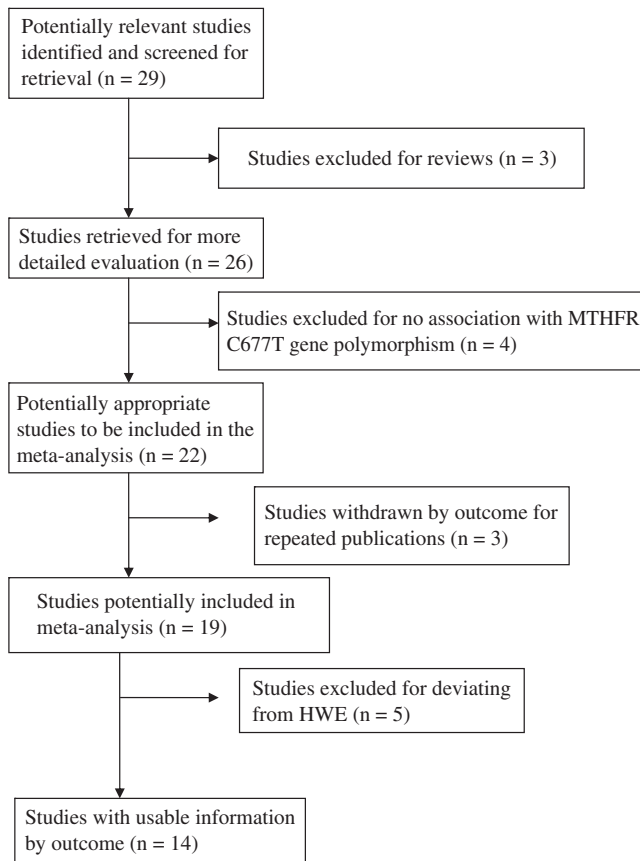 Potentially relevant studies
identified and screened for
retrieval (n = 29)
Studies excluded for reviews (n = 3)
Studies retrieved for more
detailed evaluation (n = 26)
Studies excluded for no association with MTHFR
C677T gene polymorphism (n = 4)
Potentially appropriate
studies to be included in the
meta-analysis (n = 22)
Studies withdrawn by outcome for
repeated publications (n = 3)
Studies potentially included in
meta-analysis (n = 19)
Studies excluded for deviating
from HWE (n = 5)
Studies with usable information
by outcome (n = 14)